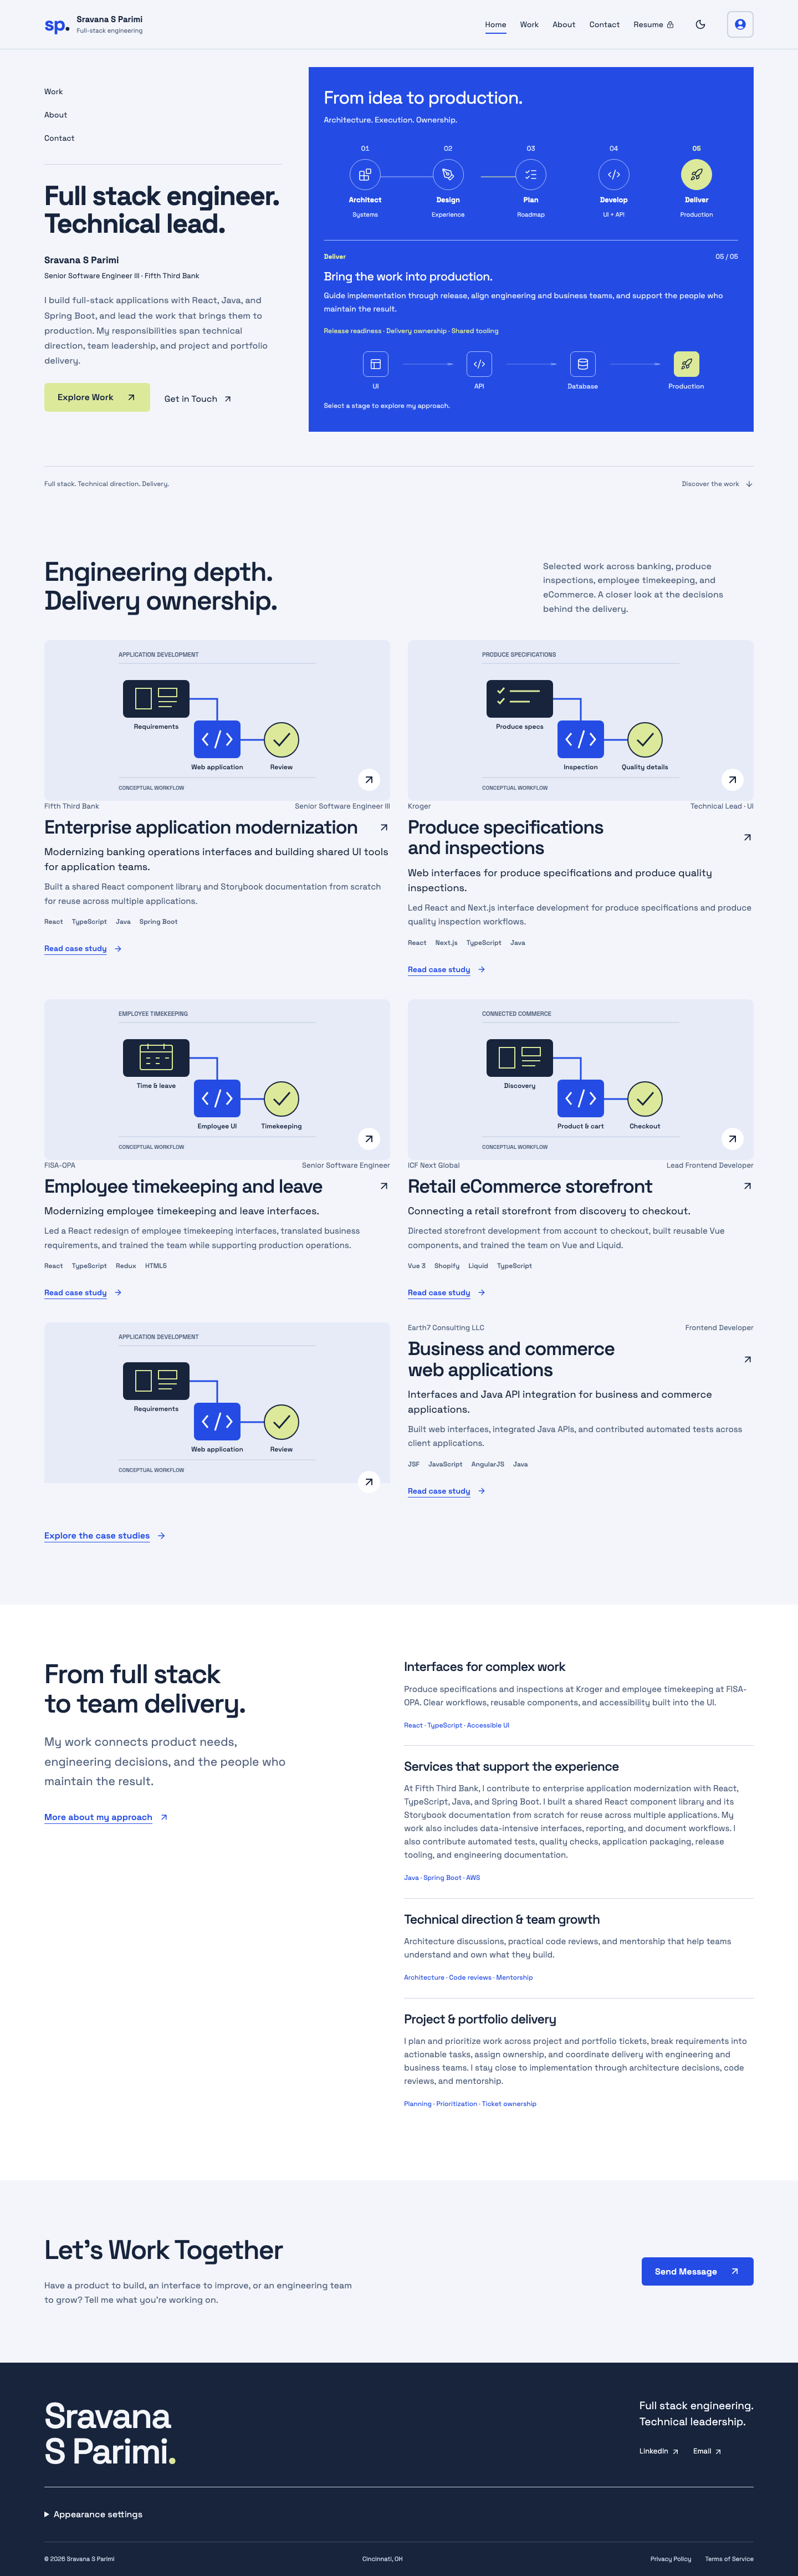 sp.
Sravana S Parimi
Full-stack engineering
Home
Work
About
Contact
Resume
Work
About
Contact
Full stack engineer.
Technical lead.
Sravana S Parimi
Senior Software Engineer III · Fifth Third Bank
I build full-stack applications with React, Java, and
Spring Boot, and lead the work that brings them to
production. My responsibilities span technical
direction, team leadership, and project and portfolio
delivery.
Explore Work
Get in Touch
From idea to production.
Architecture. Execution. Ownership.
01
02
03
04
05
Architect
Design
Plan
Develop
Deliver
Systems
Experience
Roadmap
UI + API
Production
Deliver
05 / 05
Bring the work into production.
Guide implementation through release, align engineering and business teams, and support the people who
maintain the result.
Release readiness · Delivery ownership · Shared tooling
UI
API
Database
Production
Select a stage to explore my approach.
Full stack. Technical direction. Delivery.
Discover the work
Engineering depth.
Delivery ownership.
Selected work across banking, produce
inspections, employee timekeeping, and
eCommerce. A closer look at the decisions
behind the delivery.
APPLICATION DEVELOPMENT
Requirements
Web application
Review
CONCEPTUAL WORKFLOW
Fifth Third Bank
Senior Software Engineer III
Enterprise application modernization
Modernizing banking operations interfaces and building shared UI tools
for application teams.
Built a shared React component library and Storybook documentation from scratch
for reuse across multiple applications.
React
TypeScript
Java
Spring Boot
Read case study
PRODUCE SPECIFICATIONS
Produce specs
Inspection
Quality details
CONCEPTUAL WORKFLOW
Kroger
Technical Lead · UI
Produce specifications
and inspections
Web interfaces for produce specifications and produce quality
inspections.
Led React and Next.js interface development for produce specifications and produce
quality inspection workflows.
React
Next.js
TypeScript
Java
Read case study
EMPLOYEE TIMEKEEPING
Time & leave
Employee UI
Timekeeping
CONCEPTUAL WORKFLOW
FISA-OPA
Senior Software Engineer
Employee timekeeping and leave
Modernizing employee timekeeping and leave interfaces.
Led a React redesign of employee timekeeping interfaces, translated business
requirements, and trained the team while supporting production operations.
React
TypeScript
Redux
HTML5
Read case study
CONNECTED COMMERCE
Discovery
Product & cart
Checkout
CONCEPTUAL WORKFLOW
ICF Next Global
Lead Frontend Developer
Retail eCommerce storefront
Connecting a retail storefront from discovery to checkout.
Directed storefront development from account to checkout, built reusable Vue
components, and trained the team on Vue and Liquid.
Vue 3
Shopify
Liquid
TypeScript
Read case study
APPLICATION DEVELOPMENT
Requirements
Web application
Review
CONCEPTUAL WORKFLOW
Earth7 Consulting LLC
Frontend Developer
Business and commerce
web applications
Interfaces and Java API integration for business and commerce
applications.
Built web interfaces, integrated Java APIs, and contributed automated tests across
client applications.
JSF
JavaScript
AngularJS
Java
Read case study
Explore the case studies
From full stack
to team delivery.
My work connects product needs,
engineering decisions, and the people who
maintain the result.
More about my approach
Interfaces for complex work
Produce specifications and inspections at Kroger and employee timekeeping at FISA-
OPA. Clear workflows, reusable components, and accessibility built into the UI.
React · TypeScript · Accessible UI
Services that support the experience
At Fifth Third Bank, I contribute to enterprise application modernization with React,
TypeScript, Java, and Spring Boot. I built a shared React component library and its
Storybook documentation from scratch for reuse across multiple applications. My
work also includes data-intensive interfaces, reporting, and document workflows. I
also contribute automated tests, quality checks, application packaging, release
tooling, and engineering documentation.
Java · Spring Boot · AWS
Technical direction & team growth
Architecture discussions, practical code reviews, and mentorship that help teams
understand and own what they build.
Architecture · Code reviews · Mentorship
Project & portfolio delivery
I plan and prioritize work across project and portfolio tickets, break requirements into
actionable tasks, assign ownership, and coordinate delivery with engineering and
business teams. I stay close to implementation through architecture decisions, code
reviews, and mentorship.
Planning · Prioritization · Ticket ownership
Let's Work Together
Have a product to build, an interface to improve, or an engineering team
to grow? Tell me what you're working on.
Send Message
Sravana
S Parimi.
Full stack engineering.
Technical leadership.
LinkedIn
Email
Appearance settings
© 2026 Sravana S Parimi
Cincinnati, OH
Privacy Policy
Terms of Service